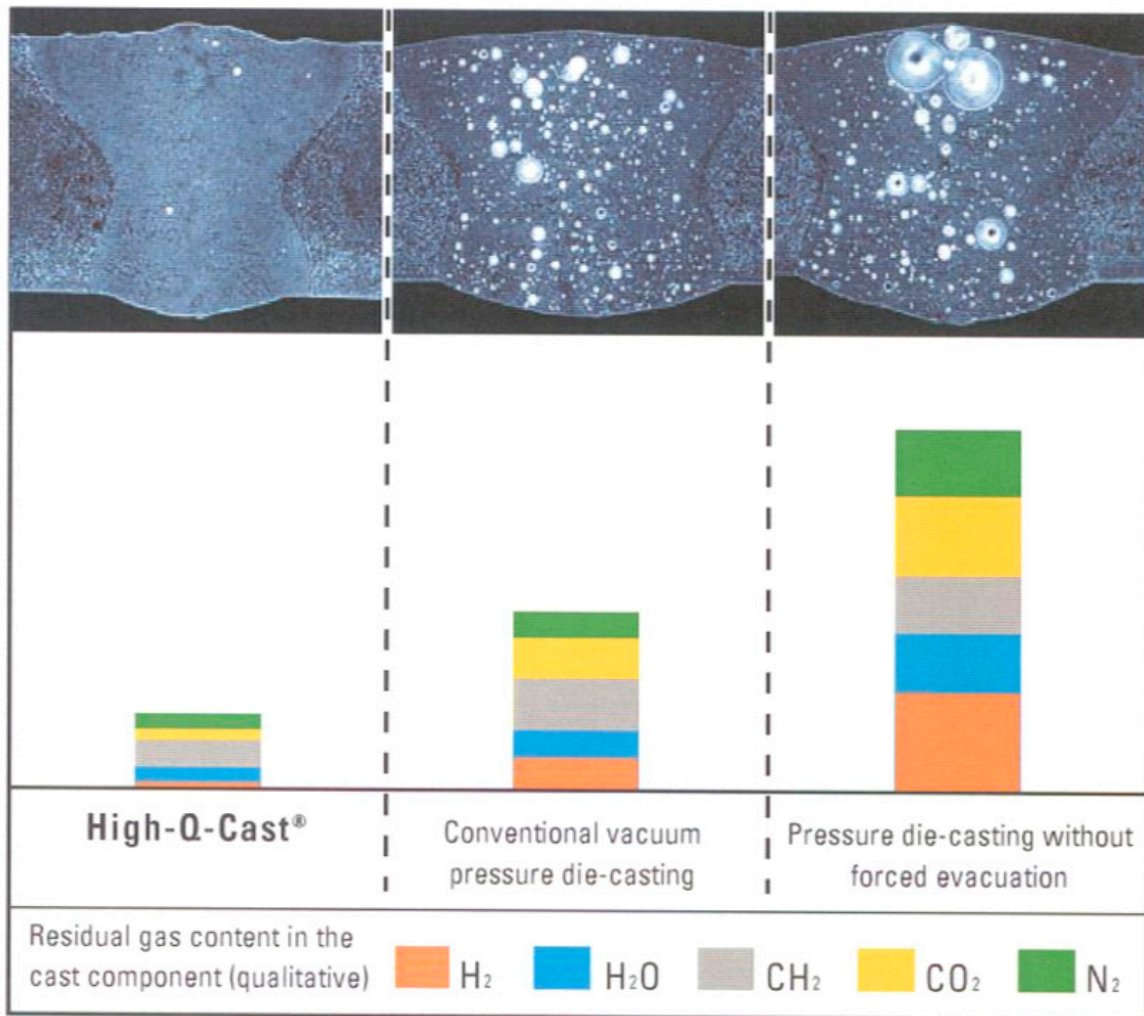 High-Q-Cast®
Conventional vacuum
pressure die-casting
Pressure die-casting without
forced evacuation
Residual gas content in the
cast component (qualitative)
H₂
H₂O
CH₂
CO₂
N₂